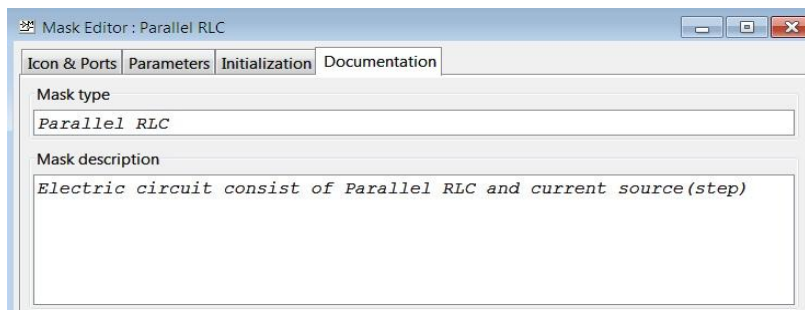 Mask Editor : Parallel RLC
Icon & Ports Parameters Initialization Documentation
Mask type
Parallel RLC
Mask description
Electric circuit consist of Parallel RLC and current source(step)